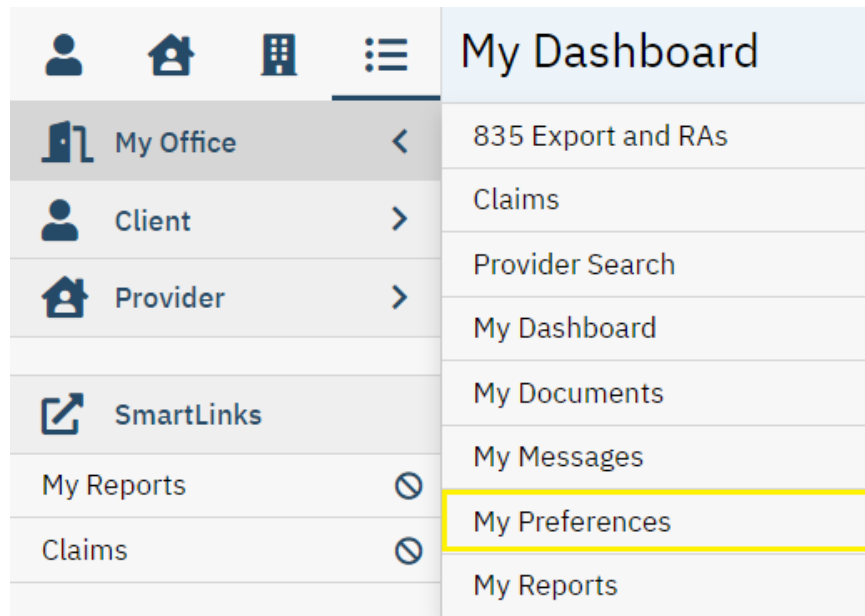 My Dashboard
My Office
Client
Provider
SmartLinks
My Reports
Claims
835 Export and RAs
Claims
Provider Search
My Dashboard
My Documents
My Messages
My Preferences
My Reports